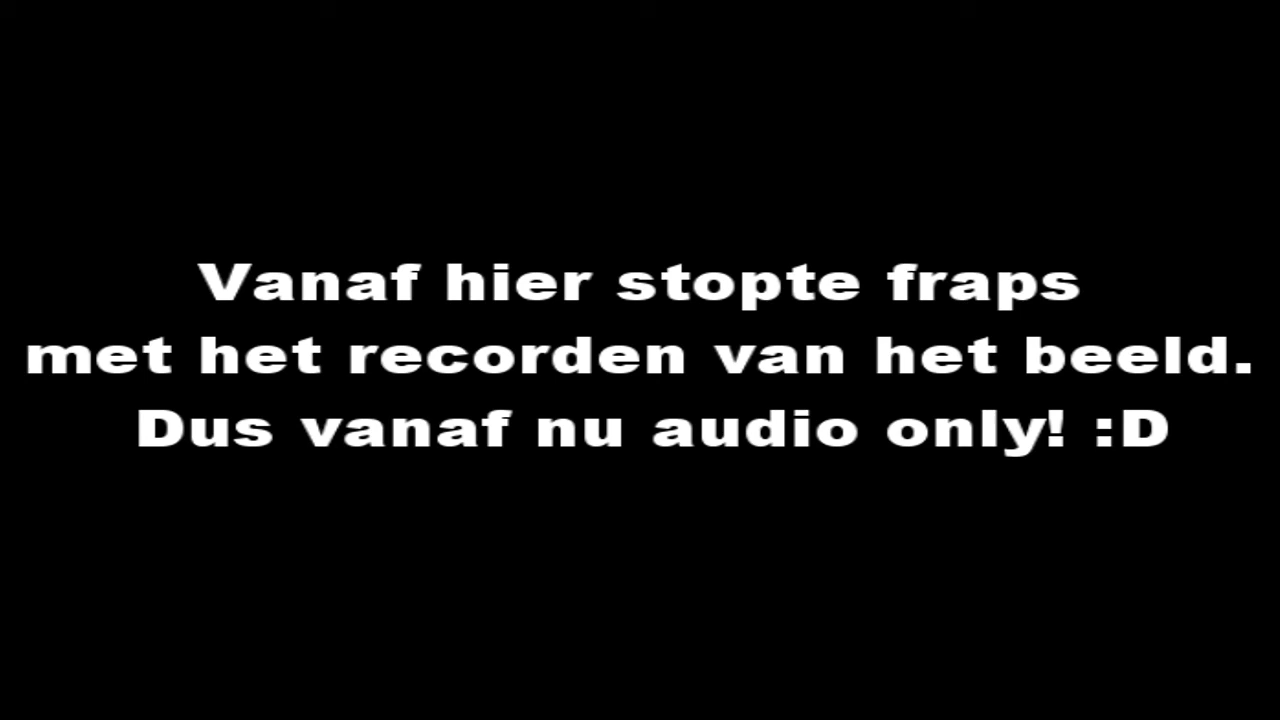 Vanaf hier stopte fraps
met het recorden van het beeld.
Dus vanaf nu audio only! :D